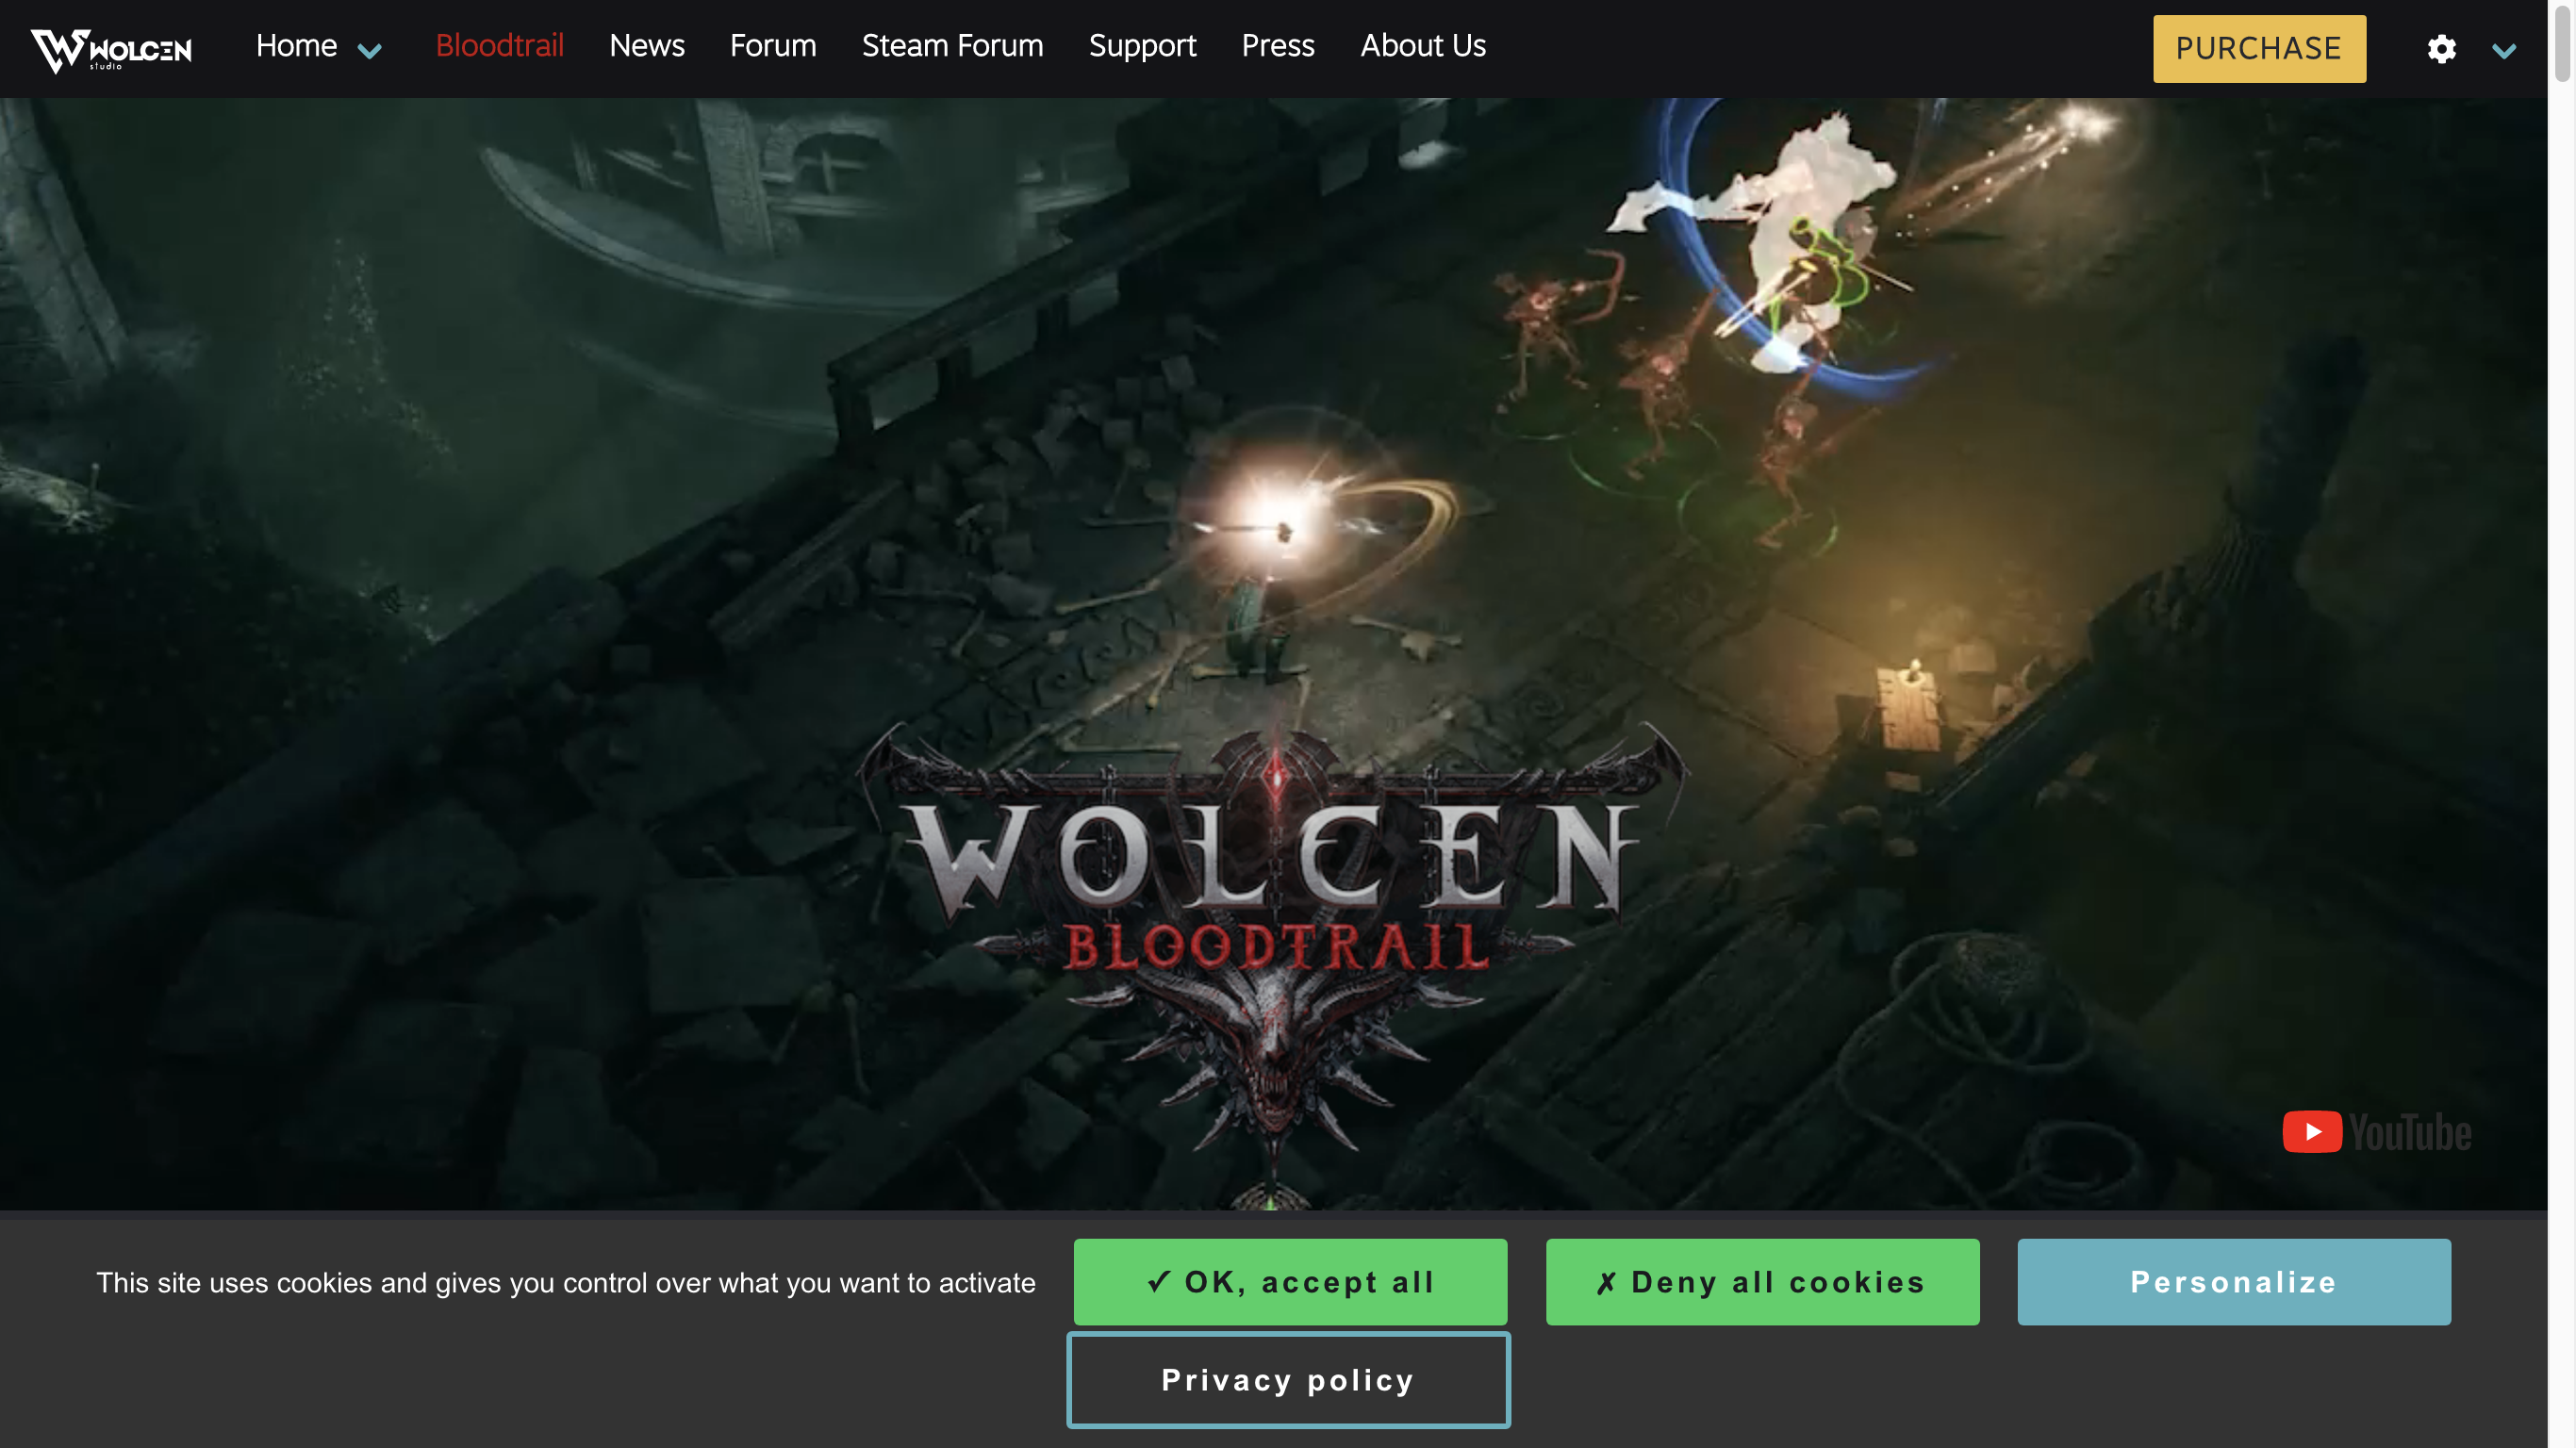 WOLCEN
studio
Home
Bloodtrail
News
Forum
Steam Forum
Support
Press
About Us
PURCHASE
WOLCEN
BLOODTRAIL
YouTube
This site uses cookies and gives you control over what you want to activate
✓ OK, accept all
✗ Deny all cookies
Personalize
Privacy policy